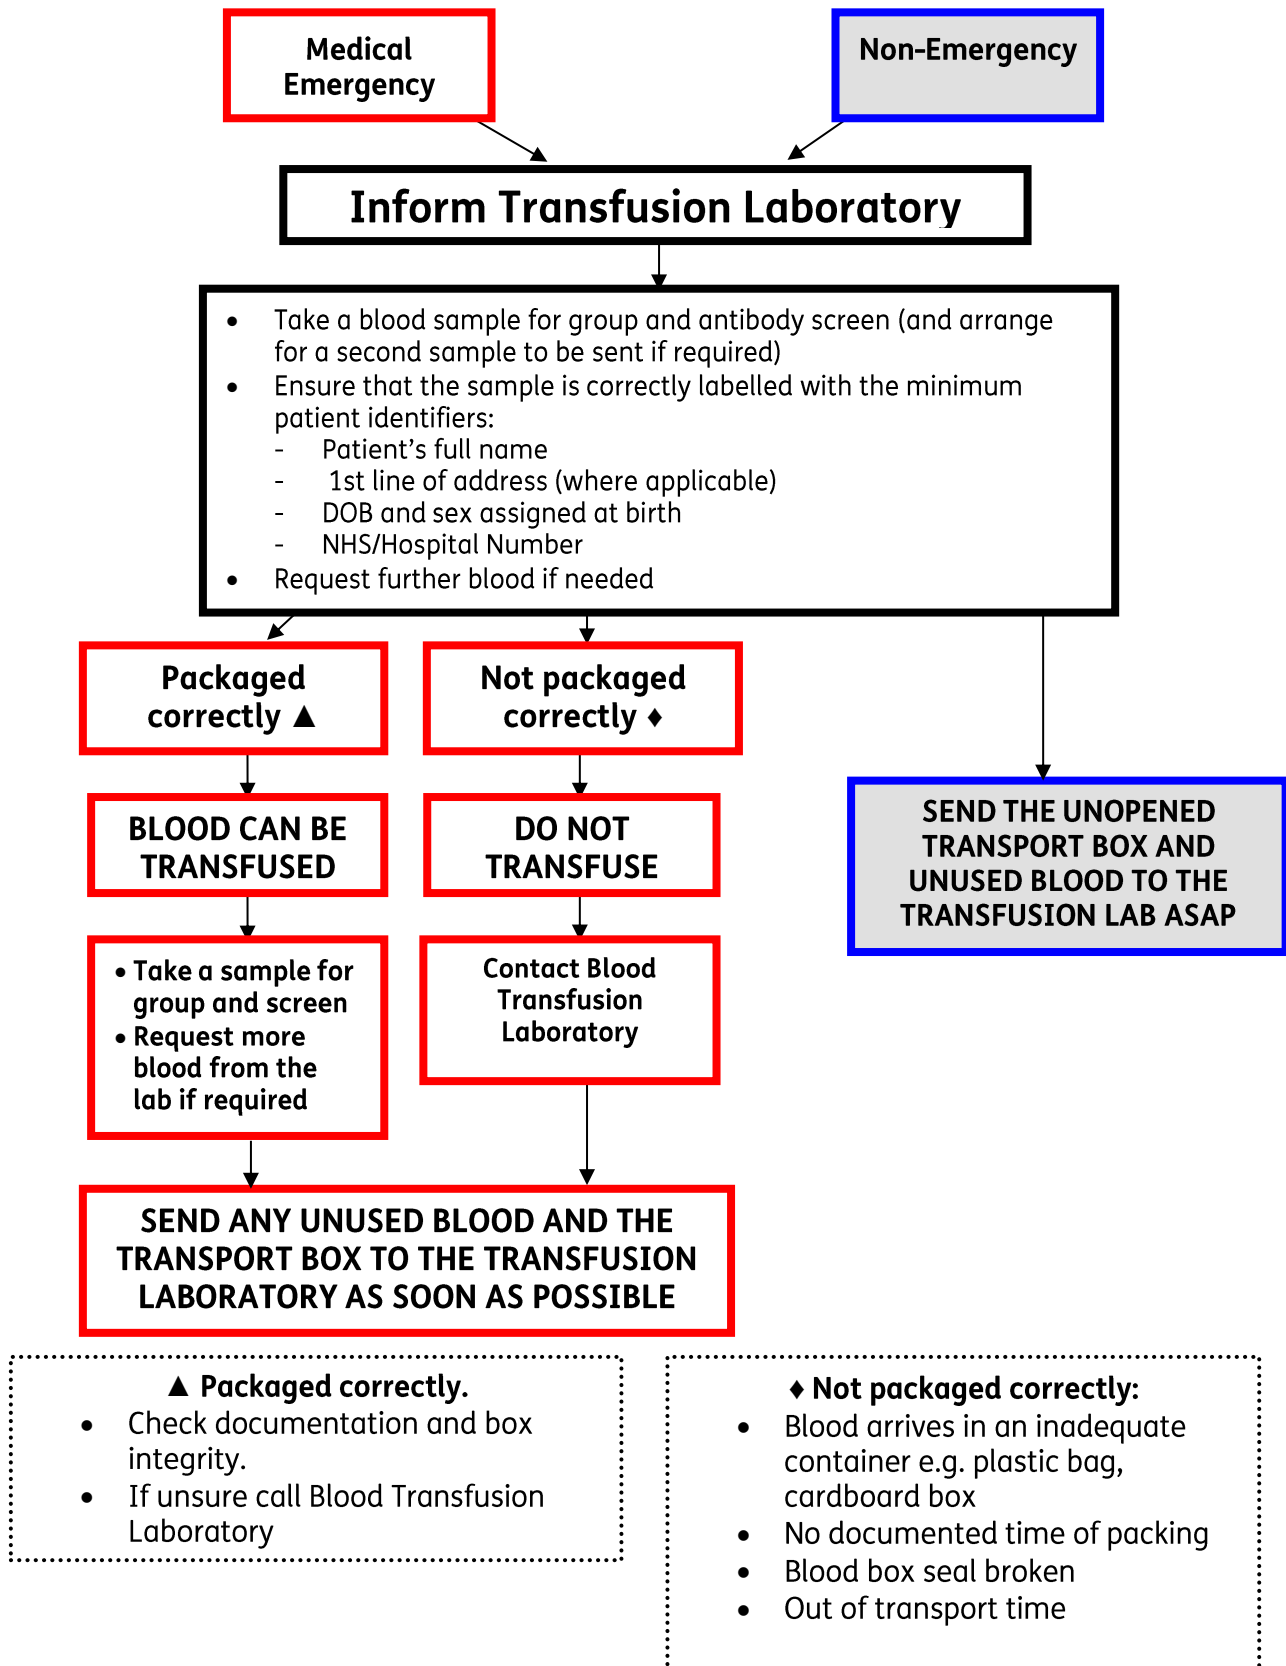 Medical
Emergency
Non-Emergency
Inform Transfusion Laboratory
• Take a blood sample for group and antibody screen (and arrange
for a second sample to be sent if required)
• Ensure that the sample is correctly labelled with the minimum
patient identifiers:
- Patient’s full name
- 1st line of address (where applicable)
- DOB and sex assigned at birth
- NHS/Hospital Number
• Request further blood if needed
Packaged
correctly ▲
Not packaged
correctly ♦
BLOOD CAN BE
TRANSFUSED
DO NOT
TRANSFUSE
SEND THE UNOPENED
TRANSPORT BOX AND
UNUSED BLOOD TO THE
TRANSFUSION LAB ASAP
• Take a sample for
group and screen
• Request more
blood from the
lab if required
Contact Blood
Transfusion
Laboratory
SEND ANY UNUSED BLOOD AND THE
TRANSPORT BOX TO THE TRANSFUSION
LABORATORY AS SOON AS POSSIBLE
▲ Packaged correctly.
• Check documentation and box
integrity.
• If unsure call Blood Transfusion
Laboratory
♦ Not packaged correctly:
• Blood arrives in an inadequate
container e.g. plastic bag,
cardboard box
• No documented time of packing
• Blood box seal broken
• Out of transport time